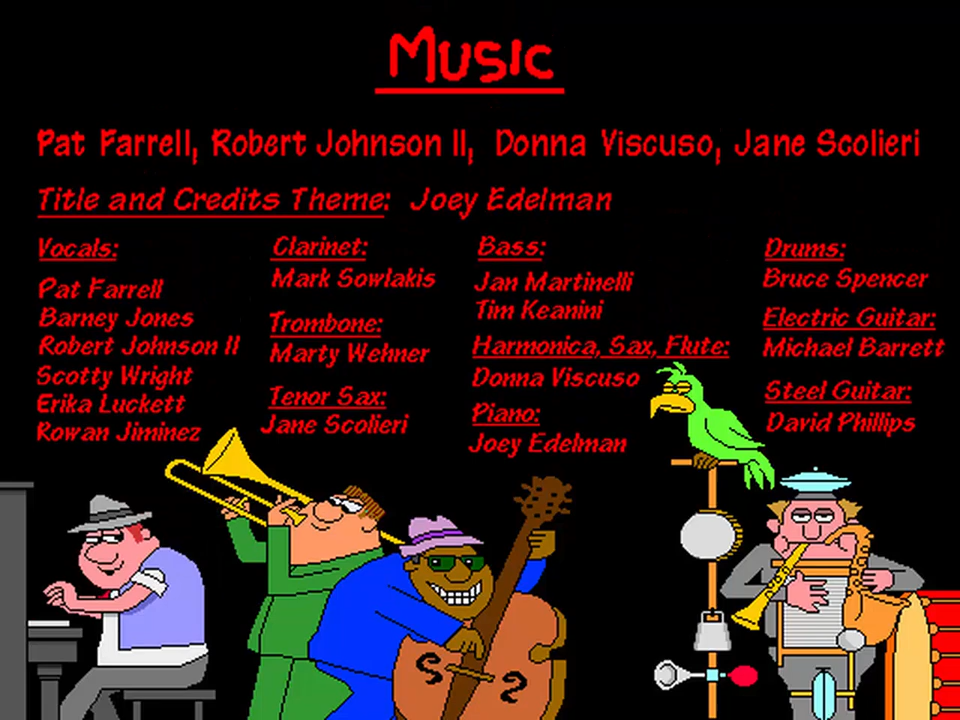 Music
Pat Farrell, Robert Johnson II, Donna Viscuso, Jane Scolieri
Title and Credits Theme: Joey Edelman
Vocals:
Pat Farrell
Barney Jones
Robert Johnson II
Scotty Wright
Erika Luckett
Rowan Jiminez
Clarinet:
Mark Sowlakis
Trombone:
Marty Wehner
Tenor Sax:
Jane Scolieri
Bass:
Jan Martinelli
Tim Keanini
Harmonica, Sax, Flute:
Donna Viscuso
Piano:
Joey Edelman
Drums:
Bruce Spencer
Electric Guitar:
Michael Barrett
Steel Guitar:
David Phillips